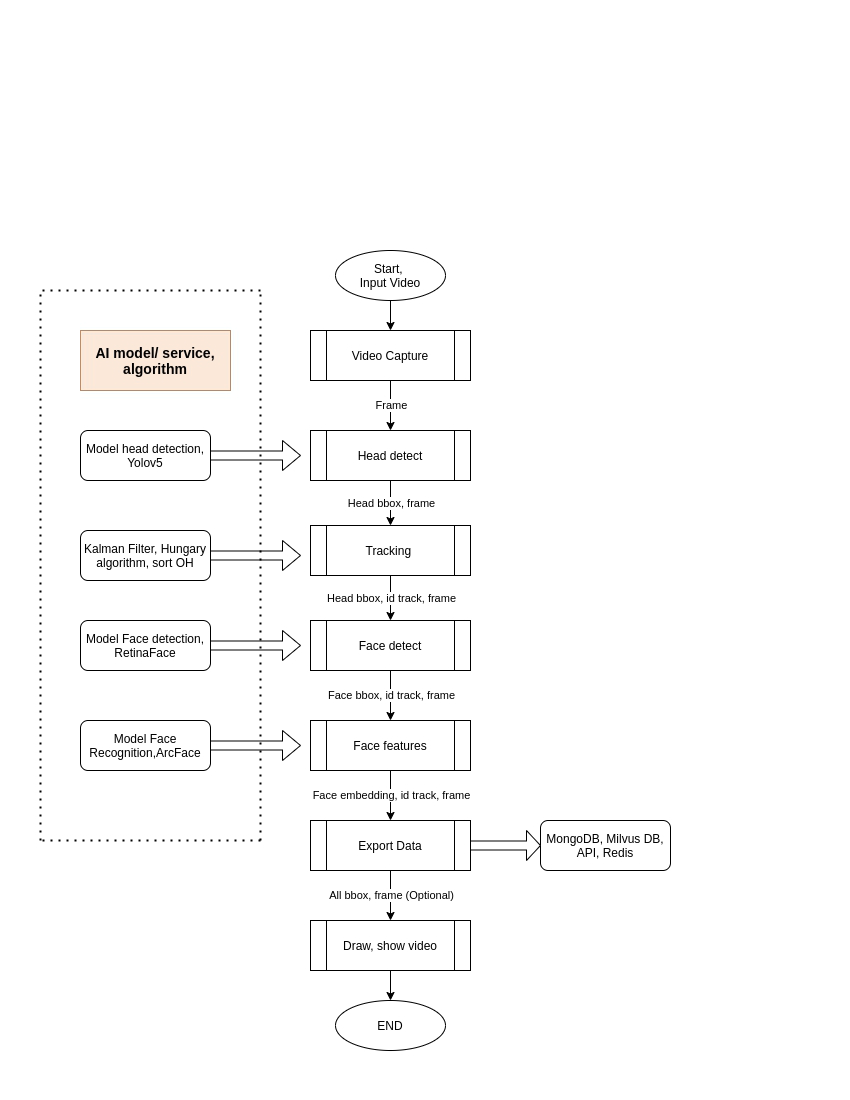 Start,
Input Video
AI model/ service,
algorithm
Video Capture
Frame
Model head detection,
Yolov5
Head detect
Head bbox, frame
Kalman Filter, Hungary
algorithm, sort OH
Tracking
Head bbox, id track, frame
Model Face detection,
RetinaFace
Face detect
Face bbox, id track, frame
Model Face
Recognition,ArcFace
Face features
Face embedding, id track, frame
Export Data
MongoDB, Milvus DB,
API, Redis
All bbox, frame (Optional)
Draw, show video
END